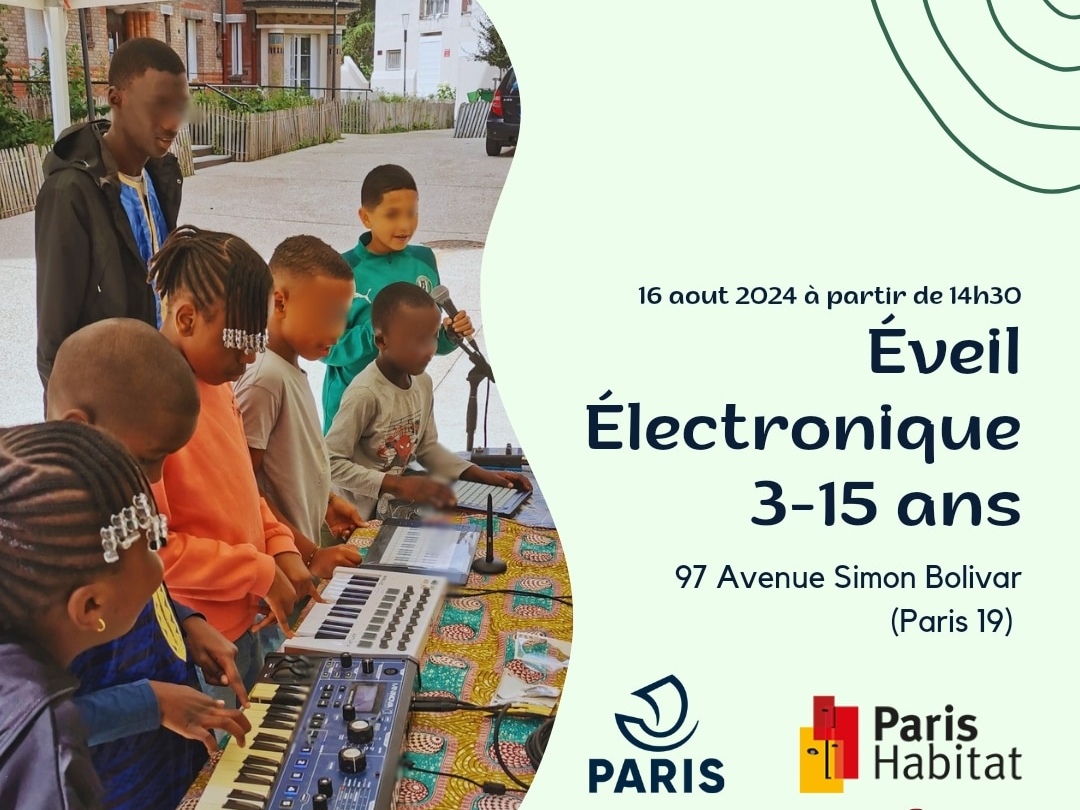 16 aout 2024 à partir de 14h30
Éveil
Électronique
3-15 ans
97 Avenue Simon Bolivar
(Paris 19)
PARIS
Paris
Habitat